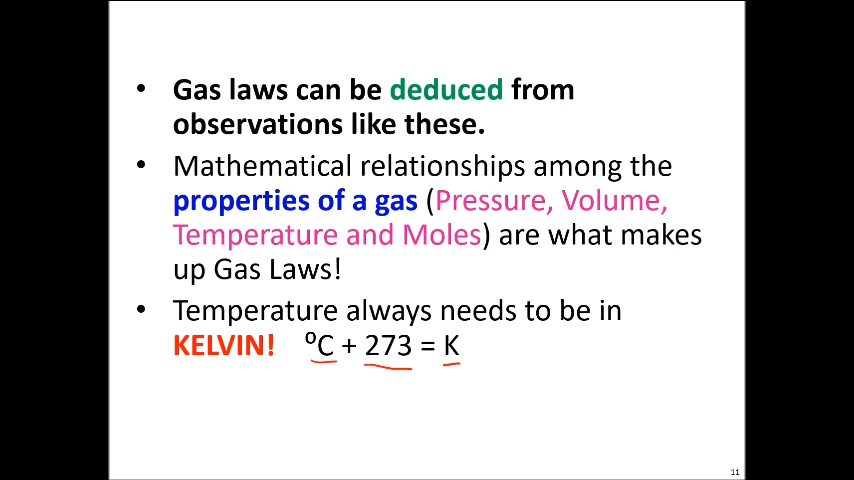 • Gas laws can be deduced from
observations like these.
• Mathematical relationships among the
properties of a gas (Pressure, Volume,
Temperature and Moles) are what makes
up Gas Laws!
• Temperature always needs to be in
KELVIN! ⁰C + 273 = K
11